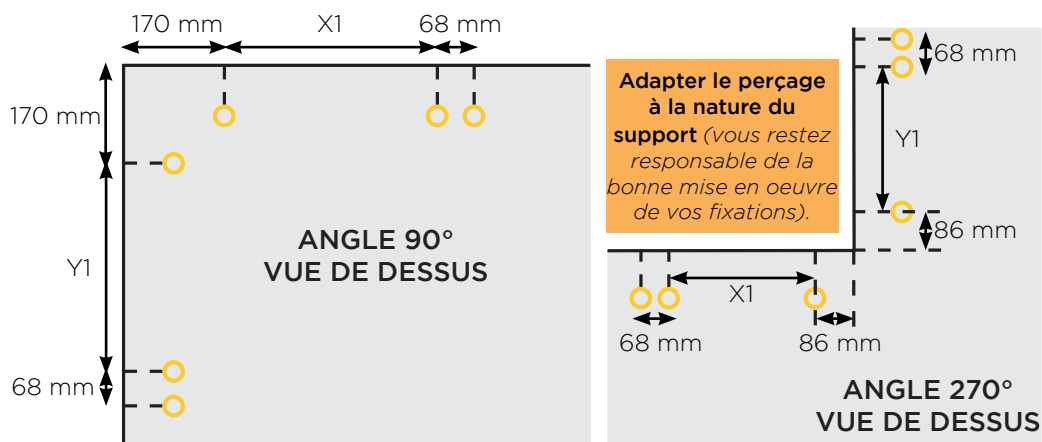 170 mm
X1
68 mm
170 mm
Y1
68 mm
ANGLE 90°
VUE DE DESSUS
Adapter le perçage
à la nature du
support (vous restez
responsable de la
bonne mise en oeuvre
de vos fixations).
68 mm
Y1
86 mm
X1
68 mm
86 mm
ANGLE 270°
VUE DE DESSUS